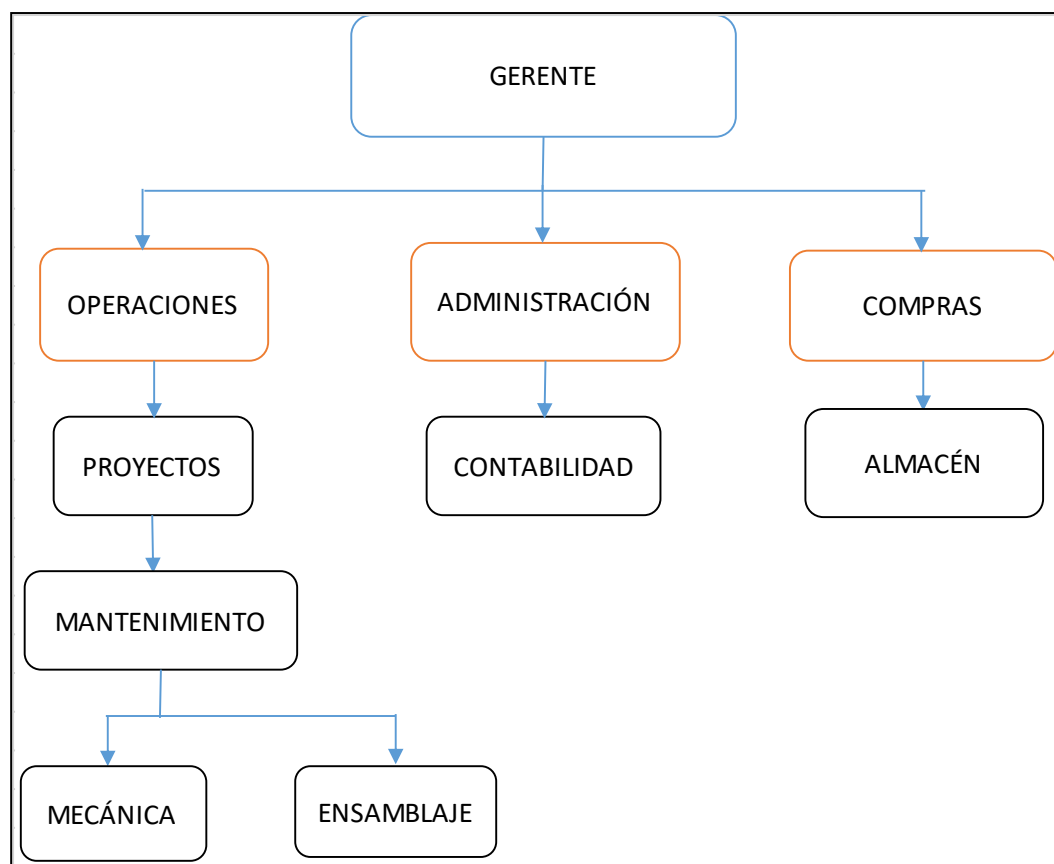 GERENTE
OPERACIONES
ADMINISTRACIÓN
COMPRAS
PROYECTOS
CONTABILIDAD
ALMACÉN
MANTENIMIENTO
MECÁNICA
ENSAMBLAJE